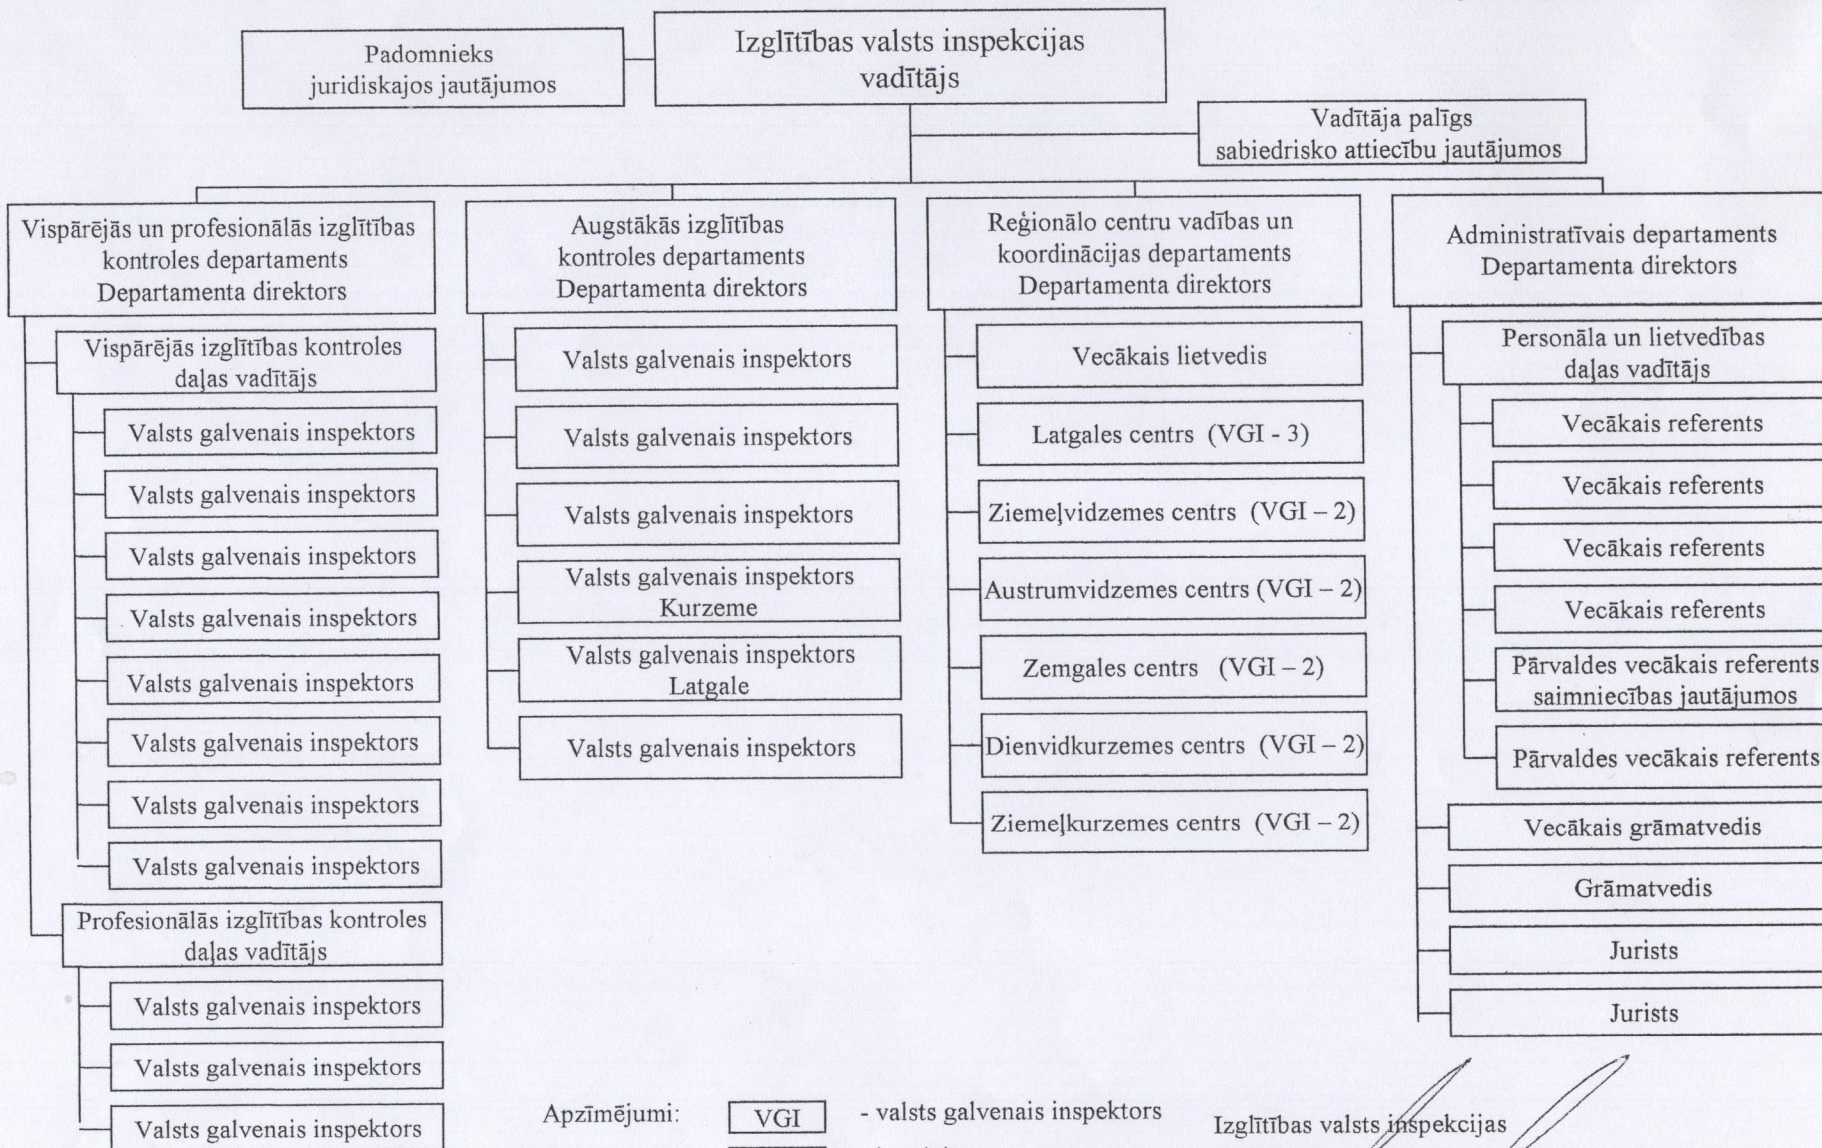 Padomnieks
juridiskajos jautājumos
Izglītības valsts inspekcijas
vadītājs
Vadītāja palīgs
sabiedrisko attiecību jautājumos
Vispārējās un profesionālās izglītības
kontroles departaments
Departamenta direktors
Vispārējās izglītības kontroles
daļas vadītājs
Valsts galvenais inspektors
Valsts galvenais inspektors
Valsts galvenais inspektors
Valsts galvenais inspektors
Valsts galvenais inspektors
Valsts galvenais inspektors
Valsts galvenais inspektors
Valsts galvenais inspektors
Profesionālās izglītības kontroles
daļas vadītājs
Valsts galvenais inspektors
Valsts galvenais inspektors
Valsts galvenais inspektors
Augstākās izglītības
kontroles departaments
Departamenta direktors
Valsts galvenais inspektors
Valsts galvenais inspektors
Valsts galvenais inspektors
Valsts galvenais inspektors
Kurzeme
Valsts galvenais inspektors
Latgale
Valsts galvenais inspektors
Reģionālo centru vadības un
koordinācijas departaments
Departamenta direktors
Vecākais lietvedis
Latgales centrs (VGI - 3)
Ziemeļvidzemes centrs (VGI – 2)
Austrumvidzemes centrs (VGI – 2)
Zemgales centrs (VGI – 2)
Dienvidkurzemes centrs (VGI – 2)
Ziemeļkurzemes centrs (VGI – 2)
Administratīvais departaments
Departamenta direktors
Personāla un lietvedības
daļas vadītājs
Vecākais referents
Vecākais referents
Vecākais referents
Vecākais referents
Pārvaldes vecākais referents
saimniecības jautājumos
Pārvaldes vecākais referents
Vecākais grāmatvedis
Grāmatvedis
Jurists
Jurists
Apzīmējumi: VGI - valsts galvenais inspektors
Izglītības valsts inspekcijas